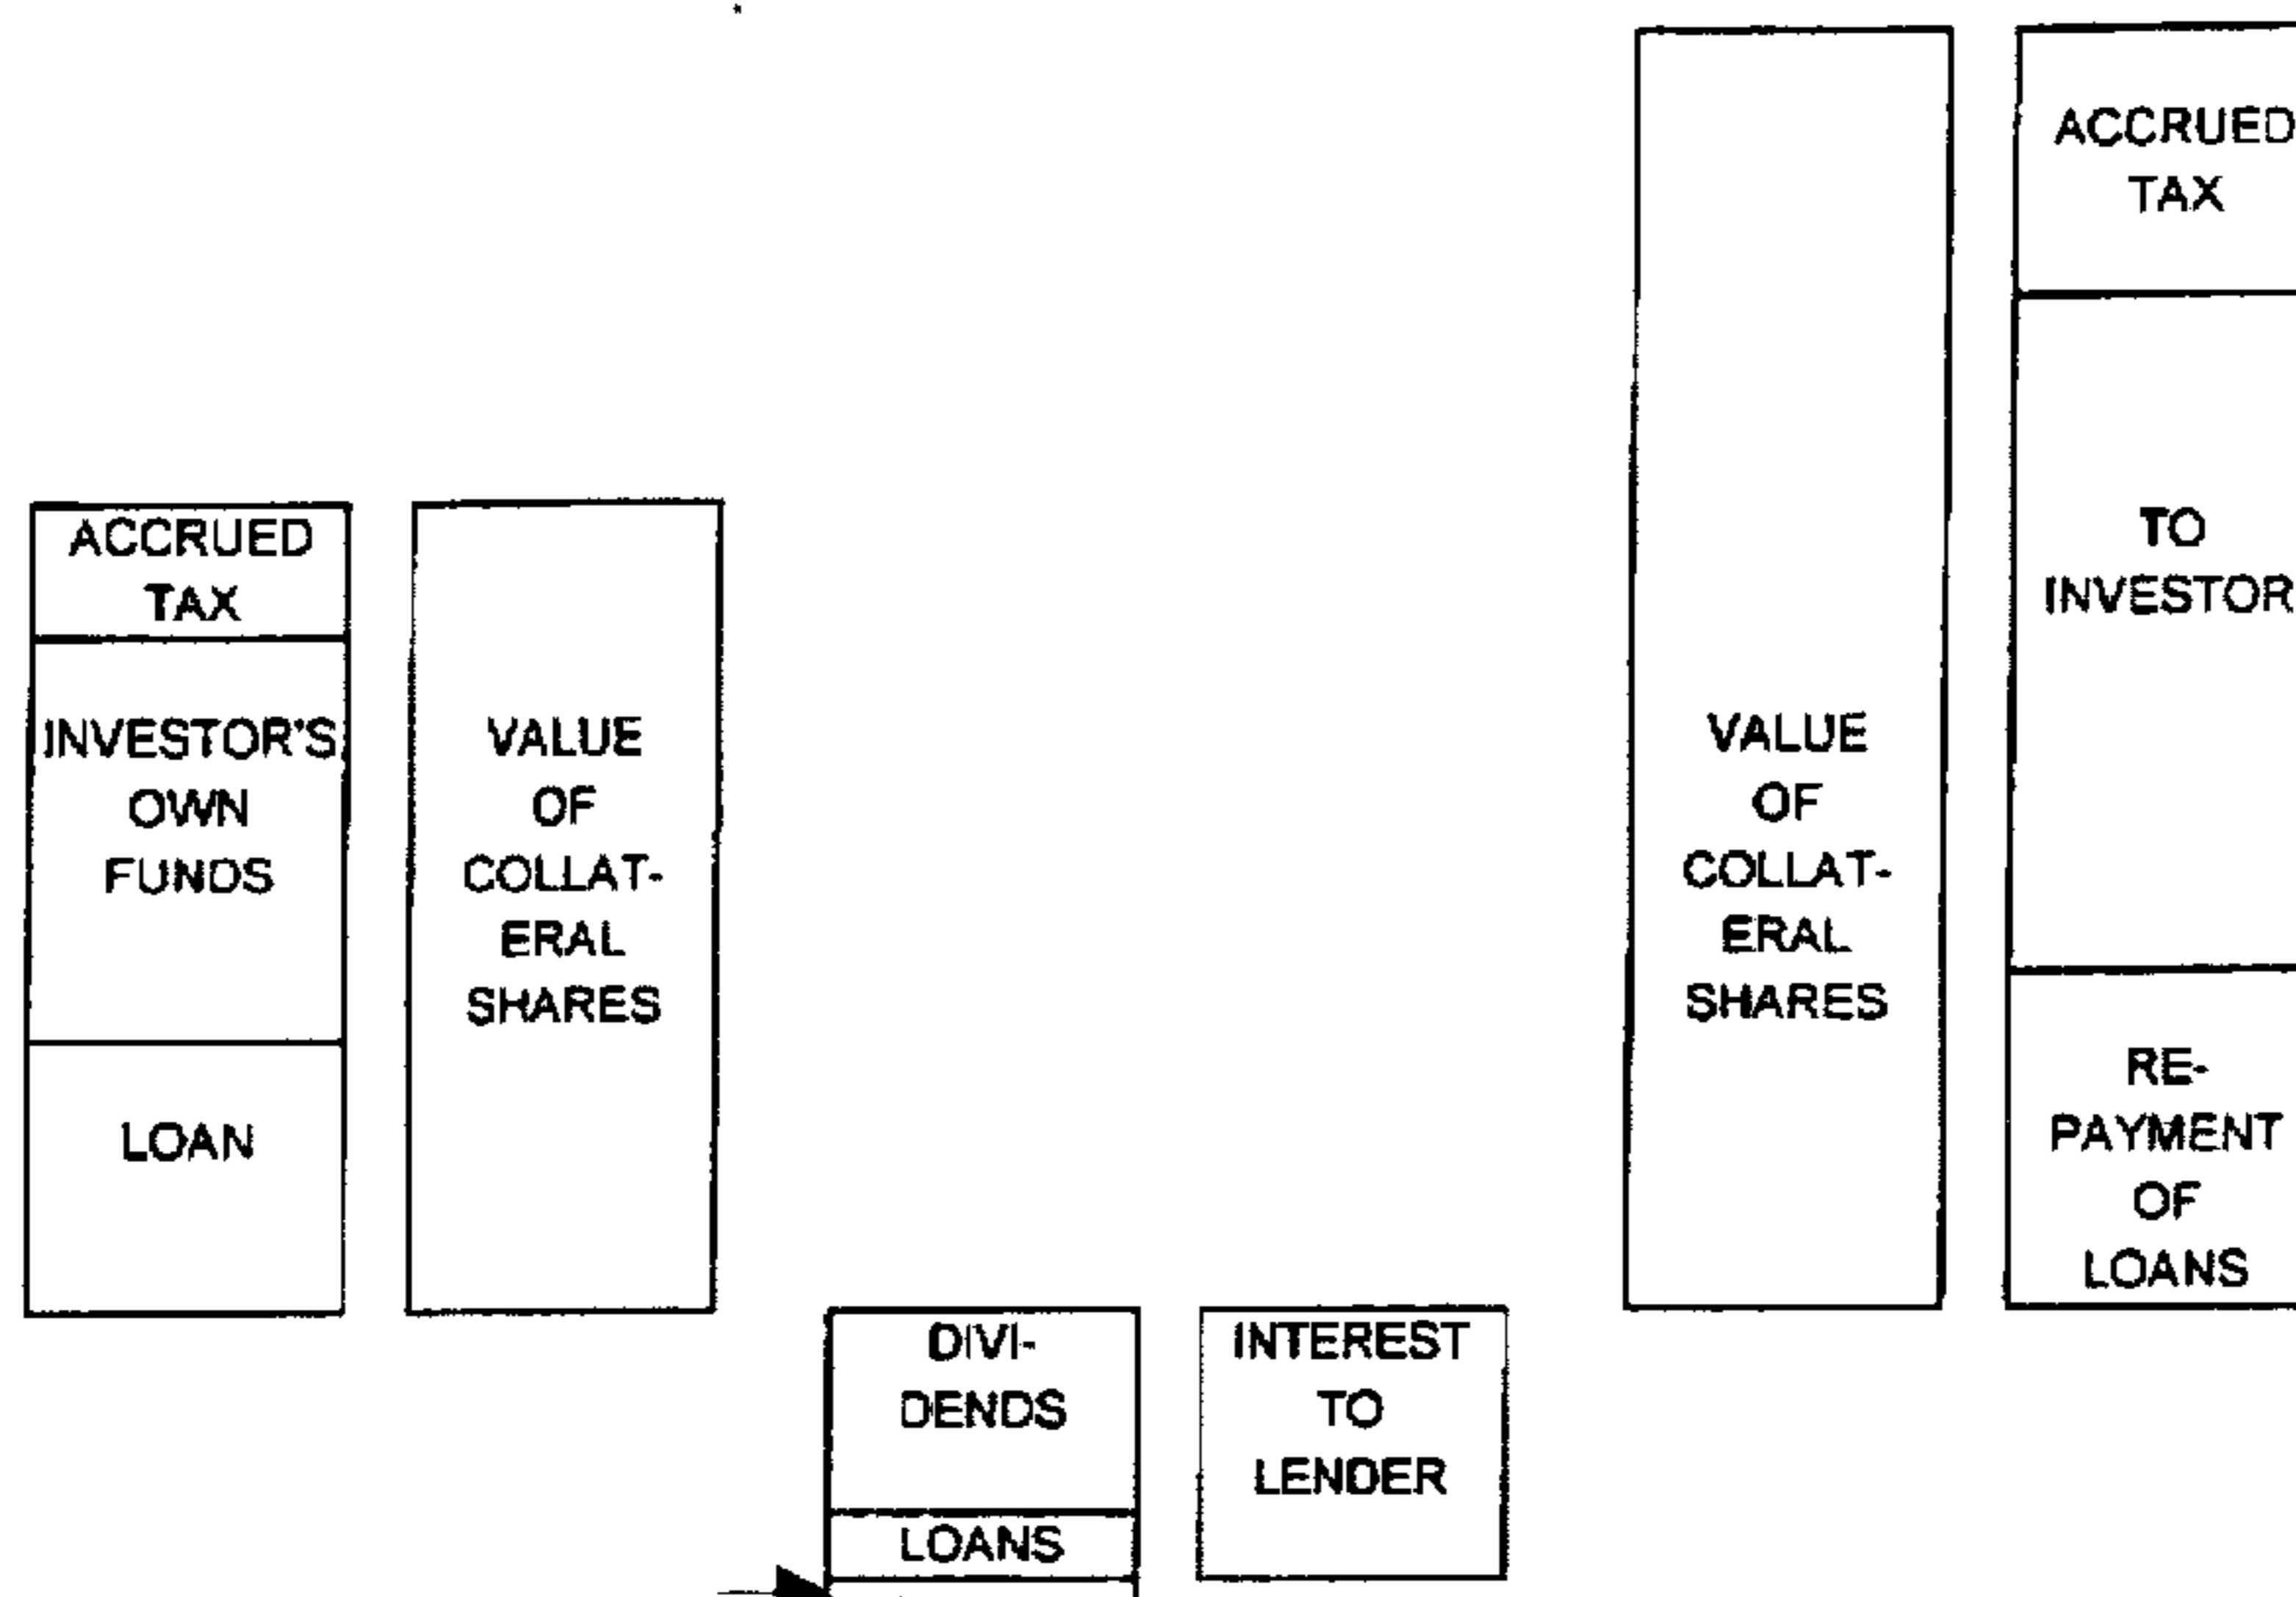 ACCRUED
TAX
INVESTOR'S
OWN
FUNDS
LOAN
VALUE
OF
COLLAT-
ERAL
SHARES
DIVI-
DENDS
LOANS
INTEREST
TO
LENDER
VALUE
OF
COLLAT-
ERAL
SHARES
ACCRUED
TAX
TO
INVESTOR
RE-
PAYMENT
OF
LOANS